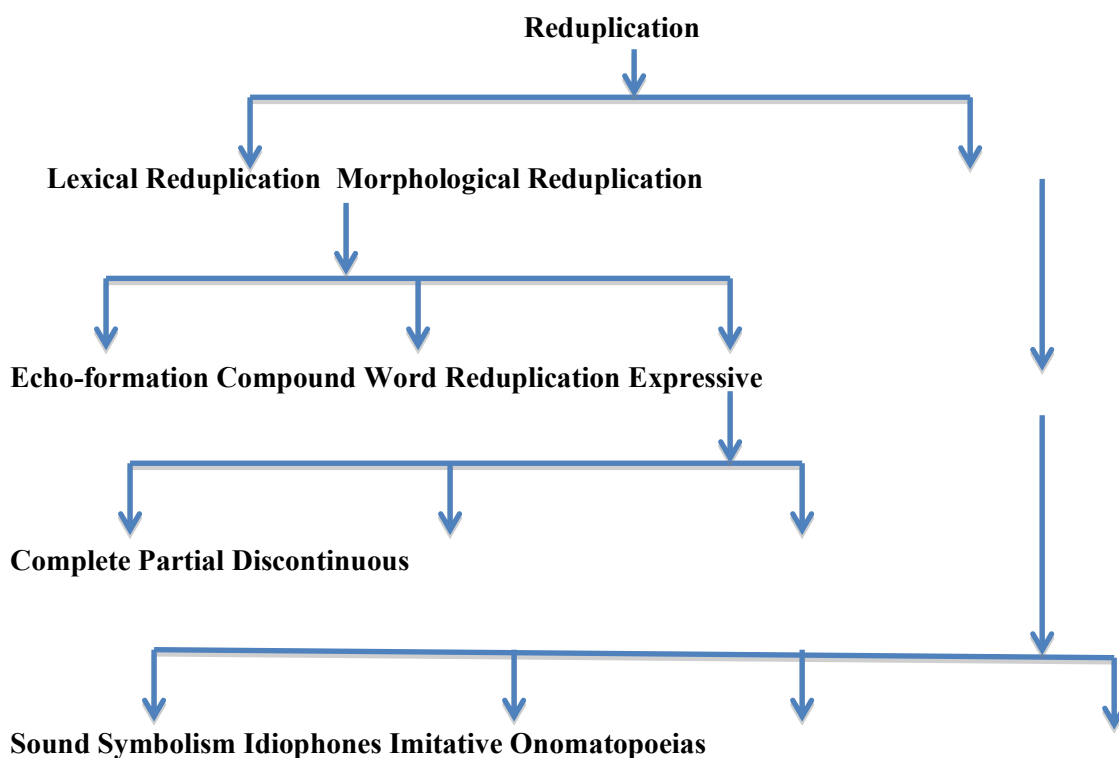 Reduplication
Lexical Reduplication Morphological Reduplication
Echo-formation Compound Word Reduplication Expressive
Complete Partial Discontinuous
Sound Symbolism Idiophones Imitative Onomatopoeias